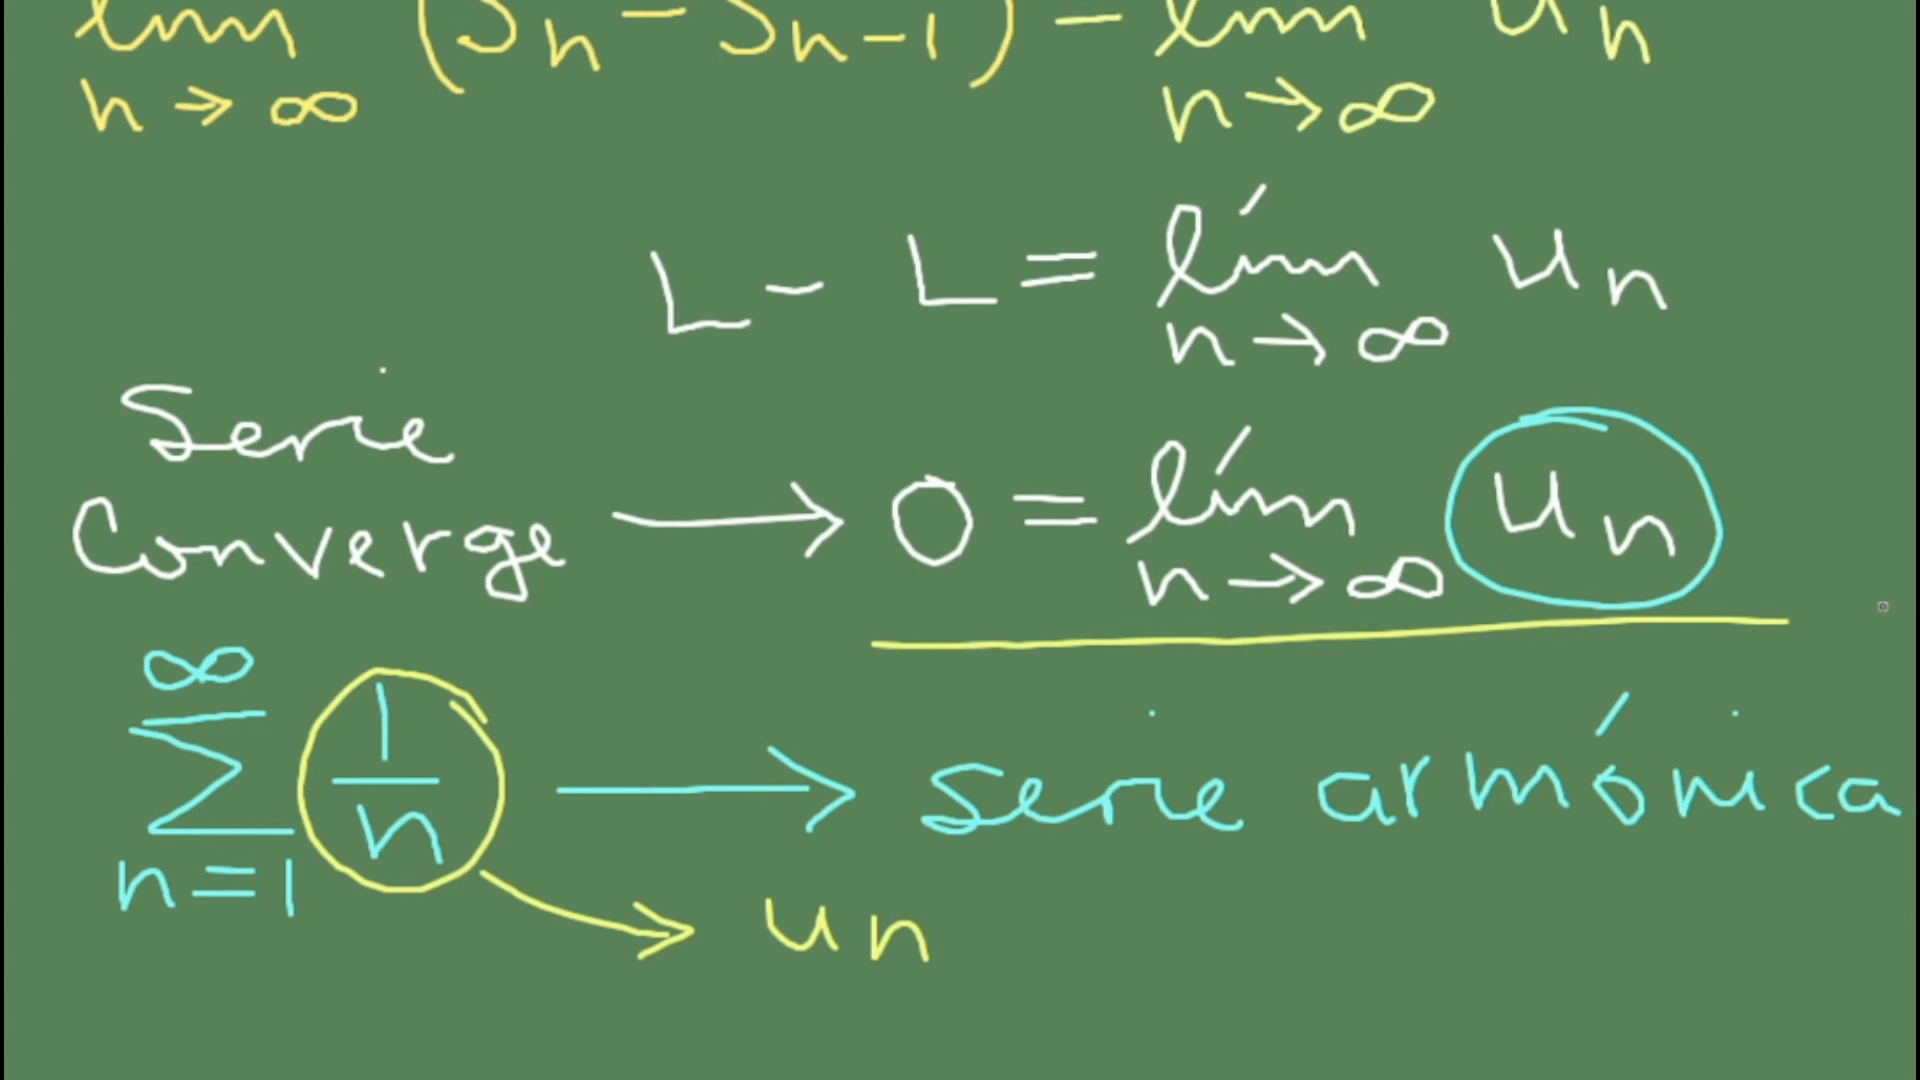 lim (Sn − Sn−1) = lim un
n→∞ n→∞
L − L = lím un
n→∞
Serie
Converge → 0 = lím un
n→∞
∞
∑ 1/n → serie armónica
n=1
un